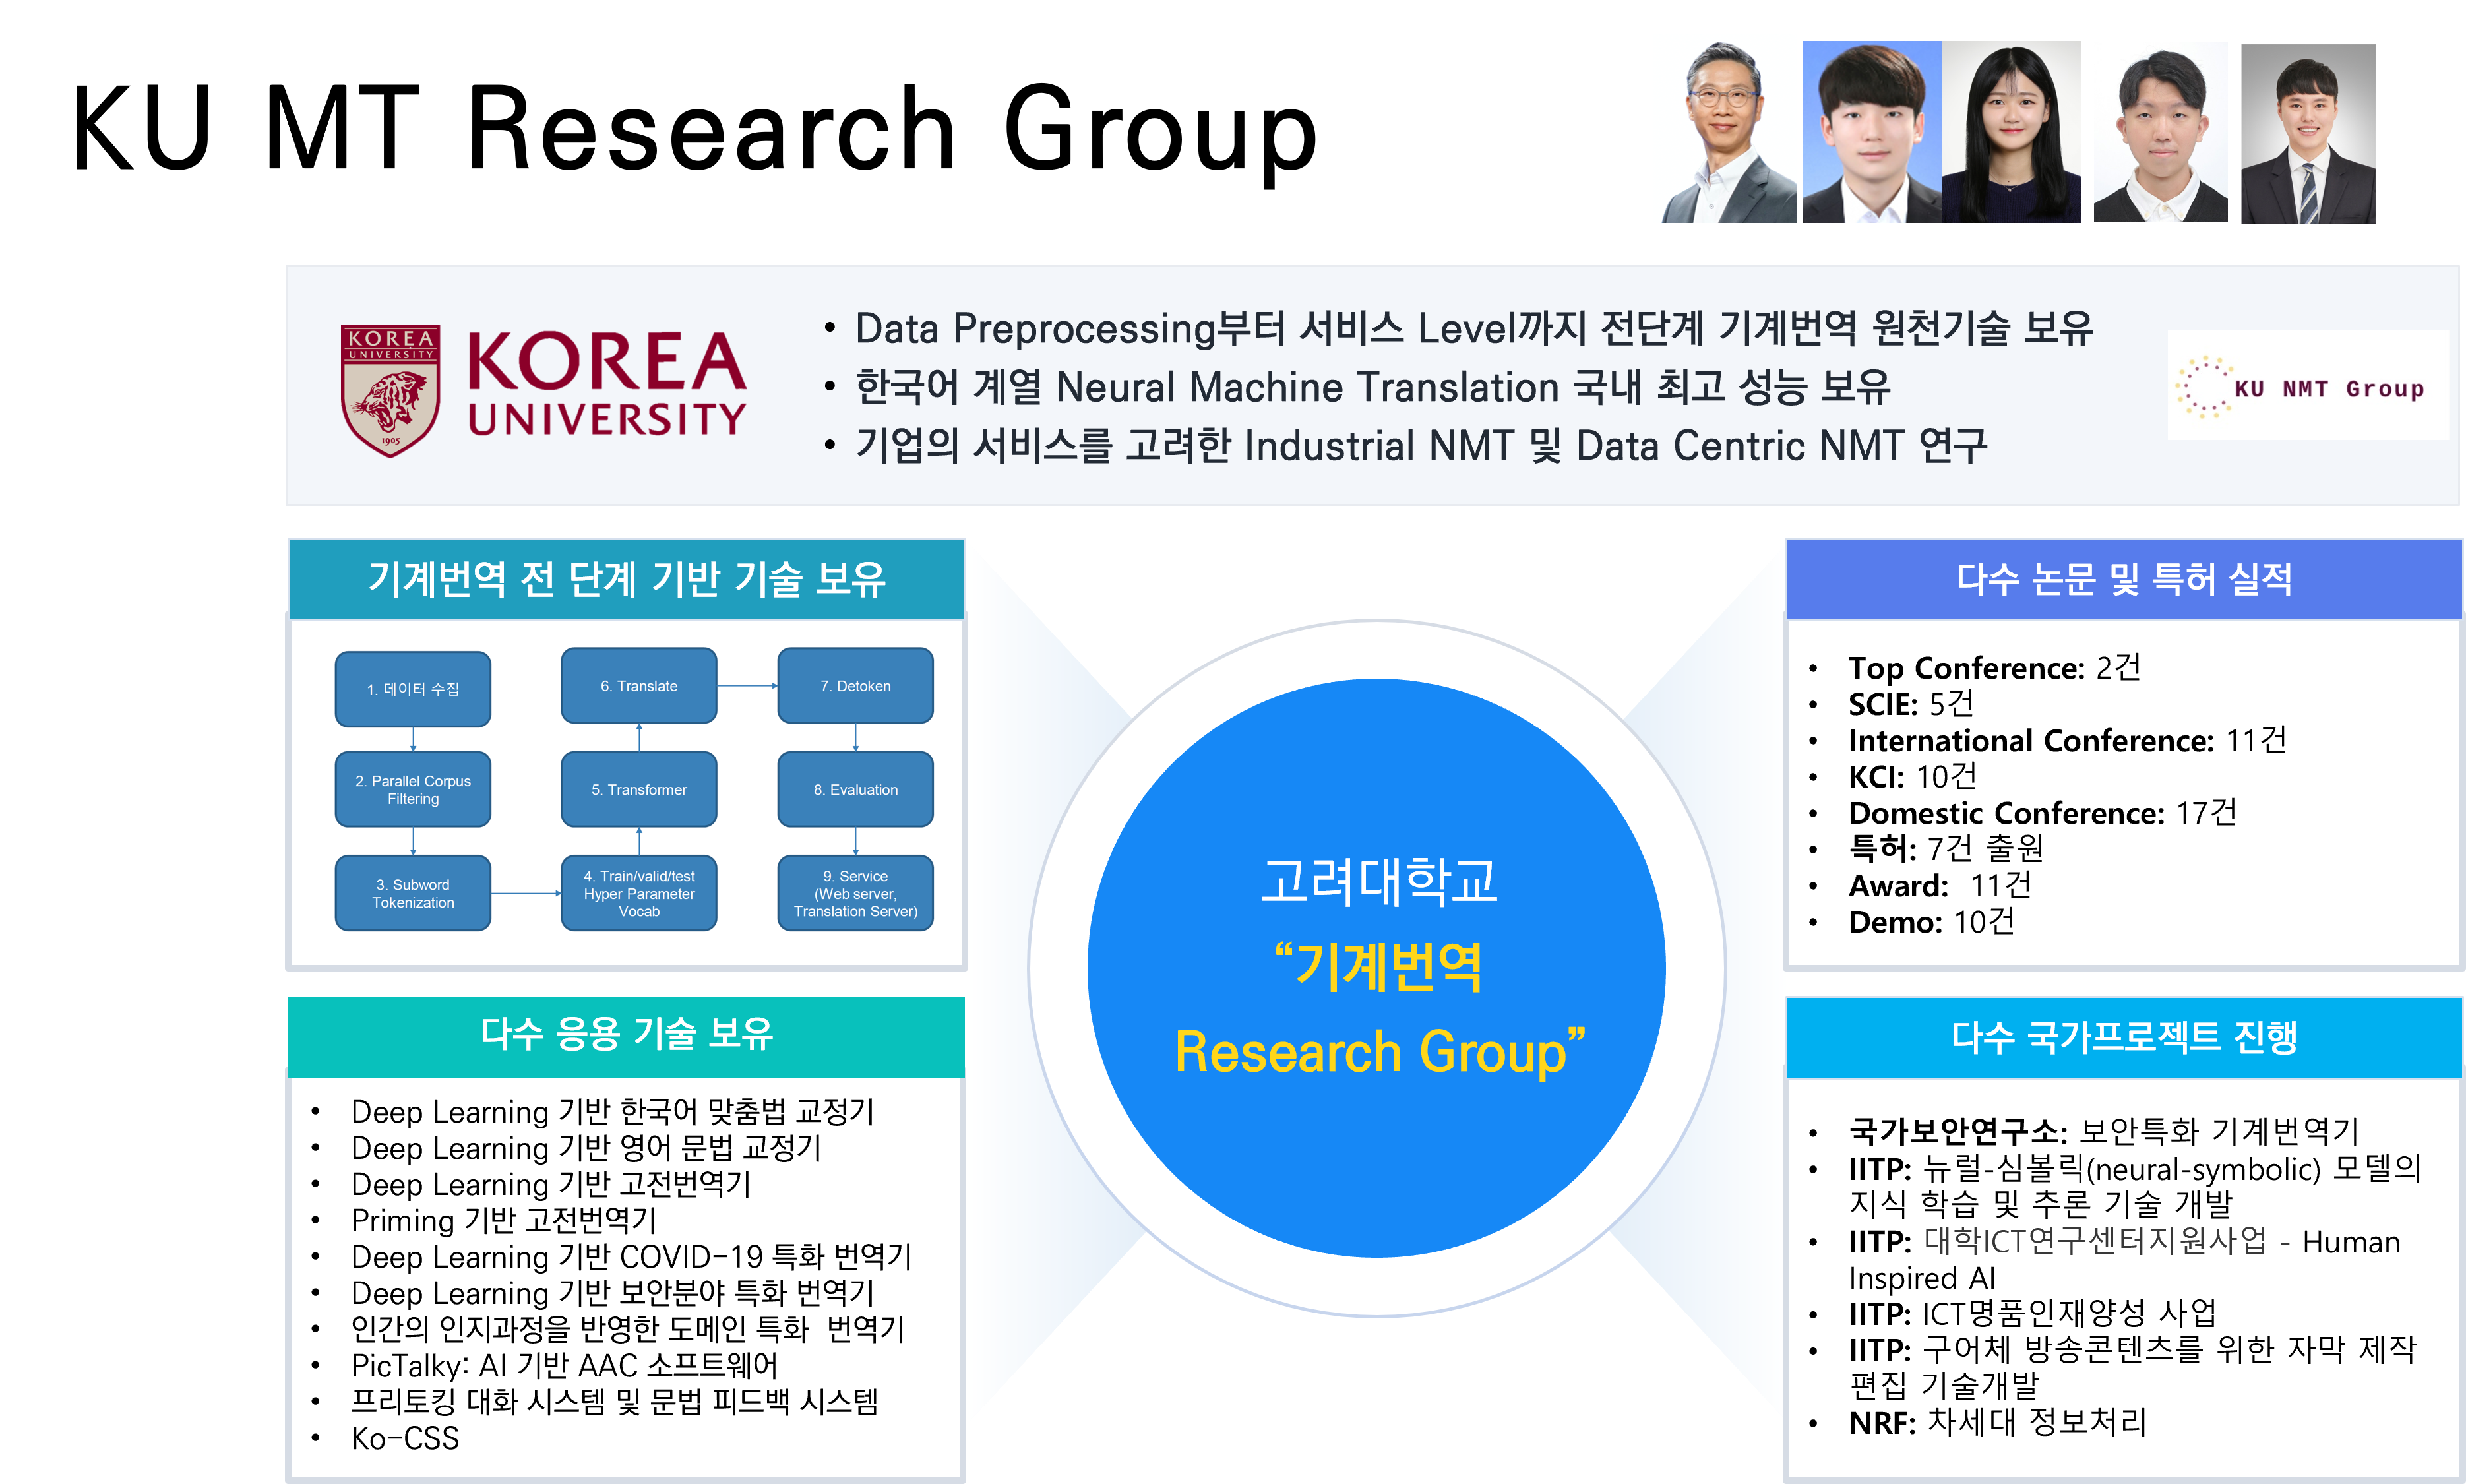 KU MT Research Group
KOREA
UNIVERSITY
1905
KOREA
UNIVERSITY
• Data Preprocessing부터 서비스 Level까지 전단계 기계번역 원천기술 보유
• 한국어 계열 Neural Machine Translation 국내 최고 성능 보유
• 기업의 서비스를 고려한 Industrial NMT 및 Data Centric NMT 연구
KU NMT Group
기계번역 전 단계 기반 기술 보유
1. 데이터 수집
2. Parallel Corpus
Filtering
3. Subword
Tokenization
4. Train/valid/test
Hyper Parameter
Vocab
5. Transformer
6. Translate
7. Detoken
8. Evaluation
9. Service
(Web server,
Translation Server)
다수 논문 및 특허 실적
• Top Conference: 2건
• SCIE: 5건
• International Conference: 11건
• KCI: 10건
• Domestic Conference: 17건
• 특허: 7건 출원
• Award: 11건
• Demo: 10건
고려대학교
“기계번역
Research Group”
다수 응용 기술 보유
• Deep Learning 기반 한국어 맞춤법 교정기
• Deep Learning 기반 영어 문법 교정기
• Deep Learning 기반 고전번역기
• Priming 기반 고전번역기
• Deep Learning 기반 COVID-19 특화 번역기
• Deep Learning 기반 보안분야 특화 번역기
• 인간의 인지과정을 반영한 도메인 특화 번역기
• PicTalky: AI 기반 AAC 소프트웨어
• 프리토킹 대화 시스템 및 문법 피드백 시스템
• Ko-CSS
다수 국가프로젝트 진행
• 국가보안연구소: 보안특화 기계번역기
• IITP: 뉴럴-심볼릭(neural-symbolic) 모델의
지식 학습 및 추론 기술 개발
• IITP: 대학ICT연구센터지원사업 - Human
Inspired AI
• IITP: ICT명품인재양성 사업
• IITP: 구어체 방송콘텐츠를 위한 자막 제작
편집 기술개발
• NRF: 차세대 정보처리